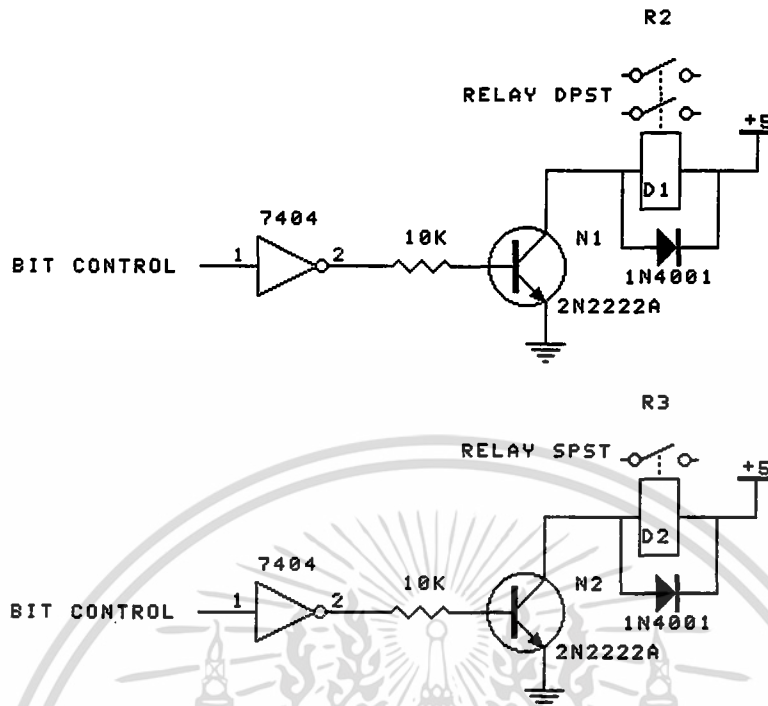 R2
RELAY DPST
+5
D1
7404
10K
N1
BIT CONTROL
1
2
1N4001
2N2222A
R3
RELAY SPST
+5
D2
7404
10K
N2
BIT CONTROL
1
2
1N4001
2N2222A